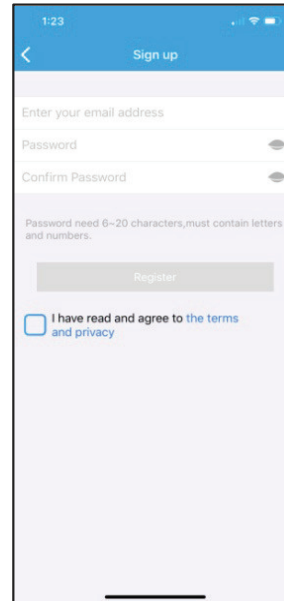 1:23
Sign up
Enter your email address
Password
Confirm Password
Password need 6~20 characters,must contain letters
and numbers.
Register
I have read and agree to the terms
and privacy